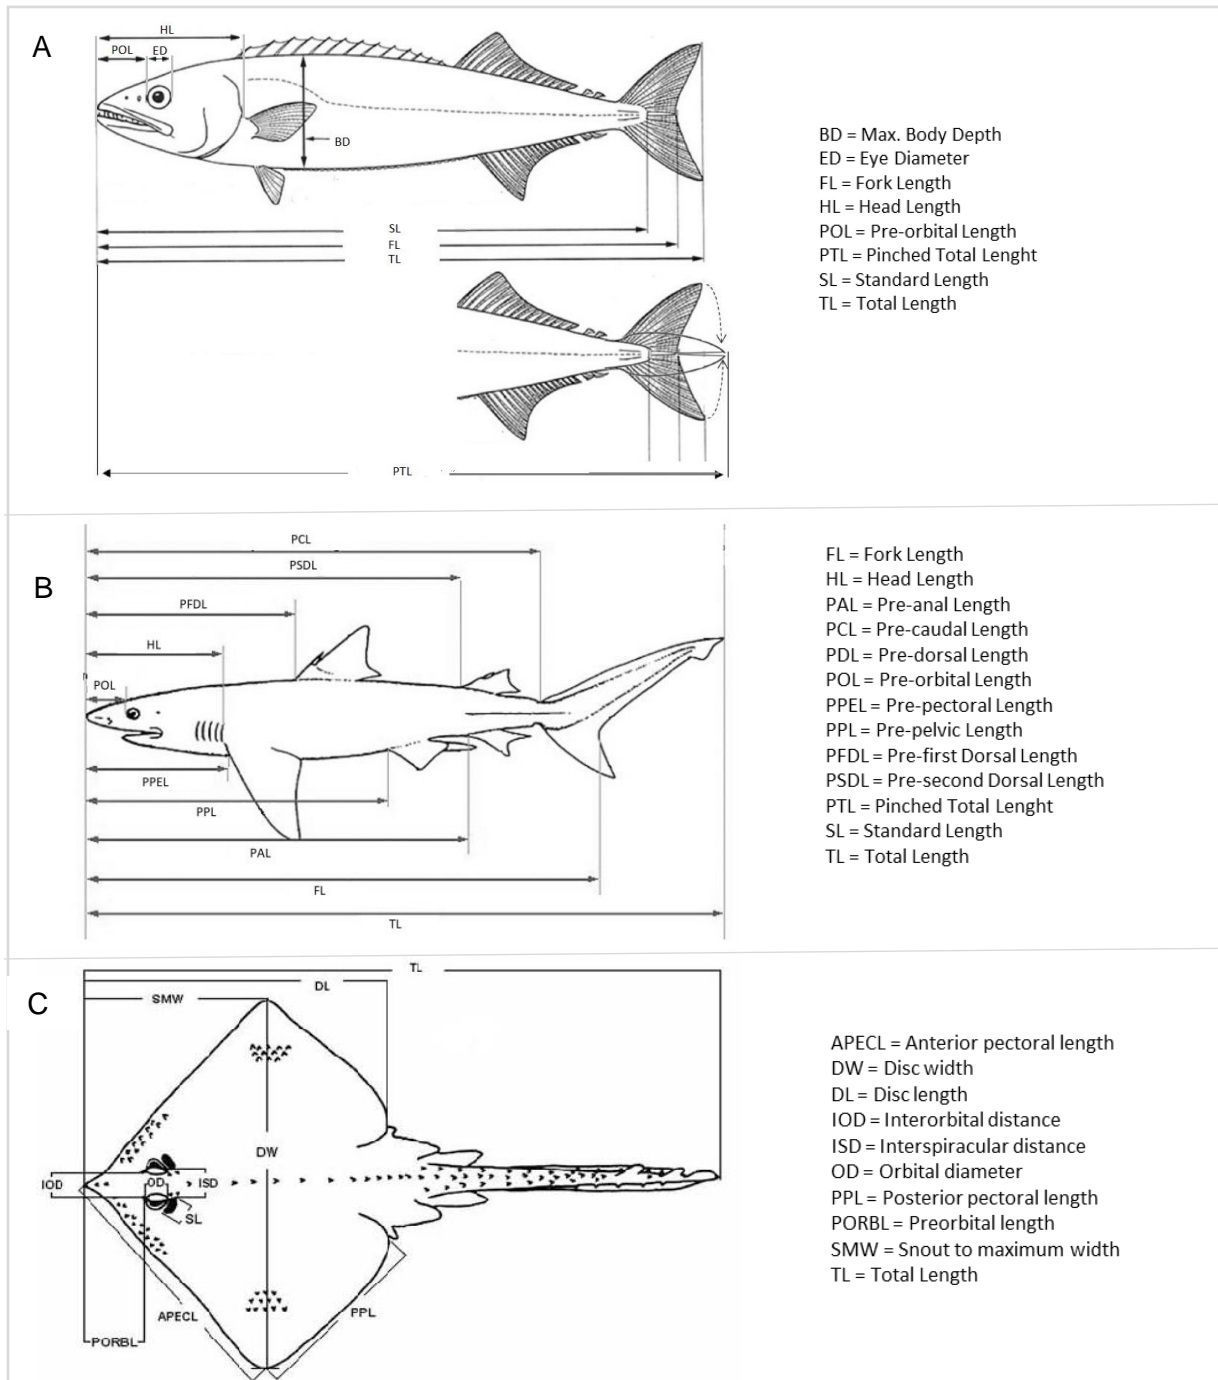 A
HL
POL
ED
BD
SL
FL
TL
PTL
BD = Max. Body Depth
ED = Eye Diameter
FL = Fork Length
HL = Head Length
POL = Pre-orbital Length
PTL = Pinched Total Lenght
SL = Standard Length
TL = Total Length
B
PCL
PSDL
PFDL
HL
POL
PPEL
PPL
PAL
FL
TL
FL = Fork Length
HL = Head Length
PAL = Pre-anal Length
PCL = Pre-caudal Length
PDL = Pre-dorsal Length
POL = Pre-orbital Length
PPEL = Pre-pectoral Length
PPL = Pre-pelvic Length
PFDL = Pre-first Dorsal Length
PSDL = Pre-second Dorsal Length
PTL = Pinched Total Lenght
SL = Standard Length
TL = Total Length
C
TL
DL
SMW
DW
IOD
OD
ISD
SL
APECL
PPL
PORBL
APECL = Anterior pectoral length
DW = Disc width
DL = Disc length
IOD = Interorbital distance
ISD = Interspiracular distance
OD = Orbital diameter
PPL = Posterior pectoral length
PORBL = Preorbital length
SMW = Snout to maximum width
TL = Total Length